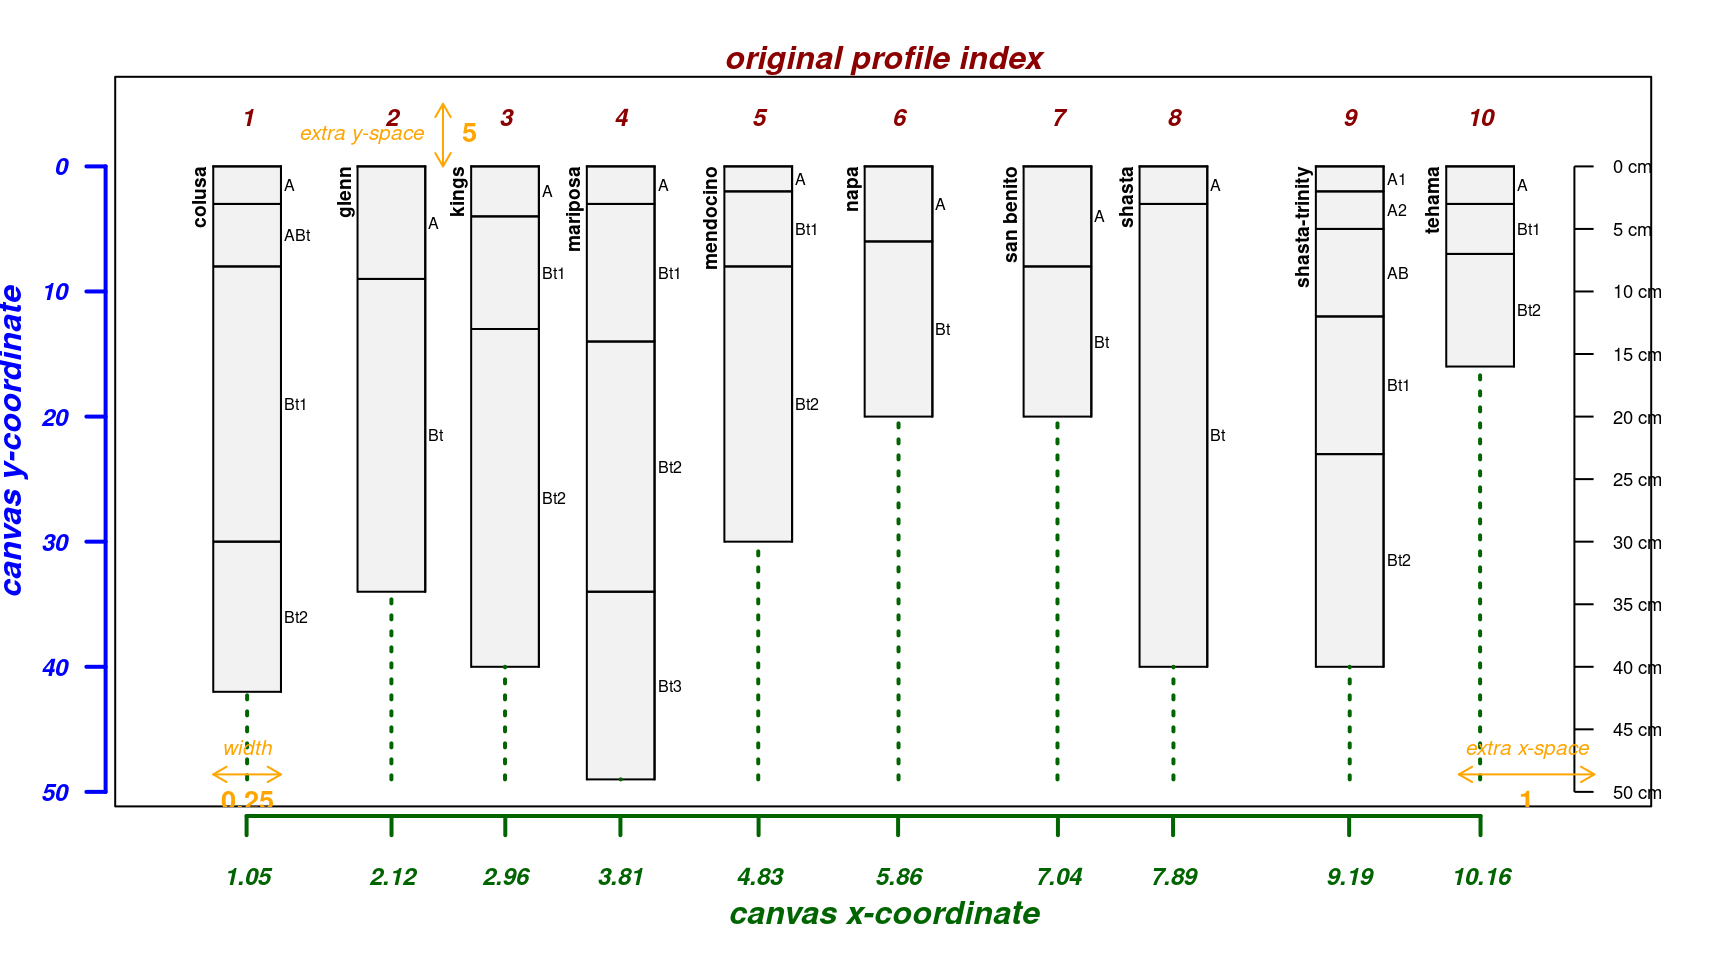 original profile index
1 2 3 4 5 6 7 8 9 10
extra y-space 5
canvas y-coordinate
0
10
20
30
40
50
colusa
A
ABt
Bt1
Bt2
glenn
A
Bt
kings
A
Bt1
Bt2
mariposa
A
Bt1
Bt2
Bt3
mendocino
A
Bt1
Bt2
napa
A
Bt
san benito
A
Bt
shasta
A
Bt
shasta-trinity
A1
A2
AB
Bt1
Bt2
tehama
A
Bt1
Bt2
0 cm
5 cm
10 cm
15 cm
20 cm
25 cm
30 cm
35 cm
40 cm
45 cm
50 cm
width
0.25
extra x-space
1
1.05 2.12 2.96 3.81 4.83 5.86 7.04 7.89 9.19 10.16
canvas x-coordinate